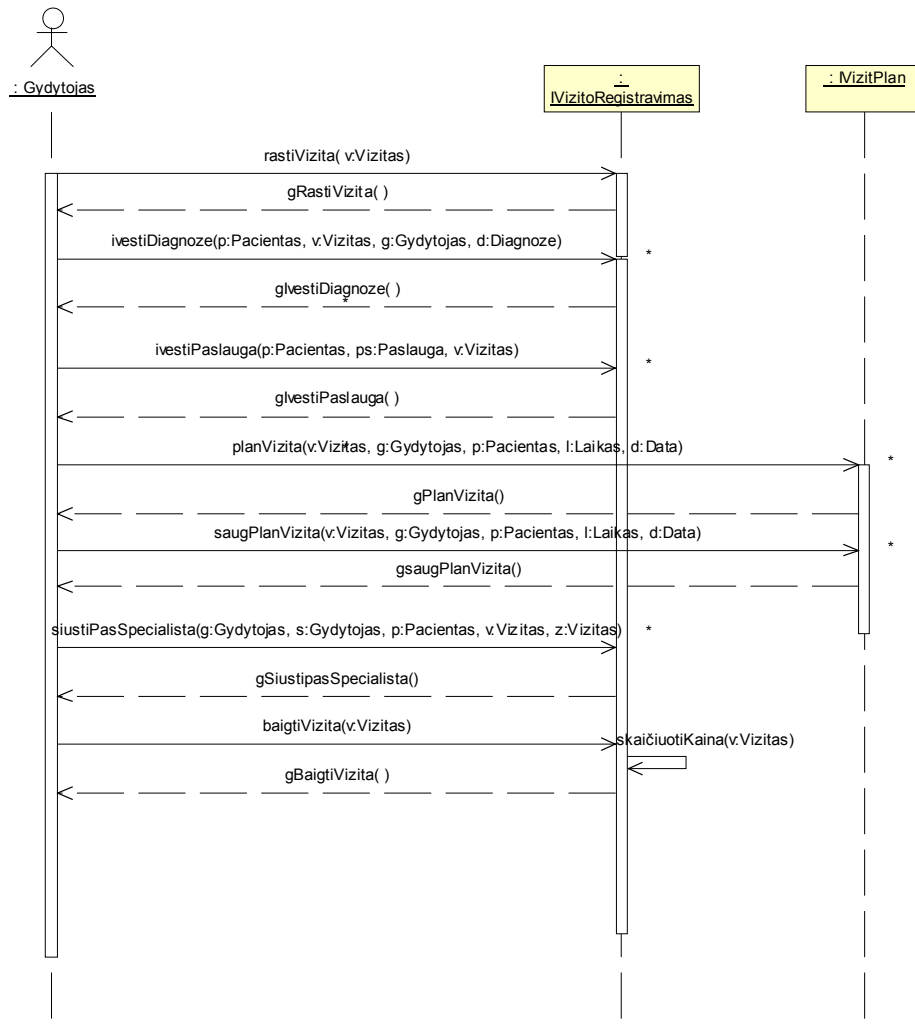 : Gydytojas
:
IVizitoRegistravimas
: IVizitPlan
rastiVizita( v:Vizitas)
gRastiVizita( )
ivestiDiagnoze(p:Pacientas, v:Vizitas, g:Gydytojas, d:Diagnoze)
*
gIvestiDiagnoze( )
*
ivestiPaslauga(p:Pacientas, ps:Paslauga, v:Vizitas)
*
gIvestiPaslauga( )
planVizita(v:Vizitas, g:Gydytojas, p:Pacientas, l:Laikas, d:Data)
*
*
gPlanVizita()
saugPlanVizita(v:Vizitas, g:Gydytojas, p:Pacientas, l:Laikas, d:Data)
*
gsaugPlanVizita()
siustiPasSpecialista(g:Gydytojas, s:Gydytojas, p:Pacientas, v:Vizitas, z:Vizitas)
*
gSiustipasSpecialista()
baigtiVizita(v:Vizitas)
skaičiuotiKaina(v:Vizitas)
gBaigtiVizita( )